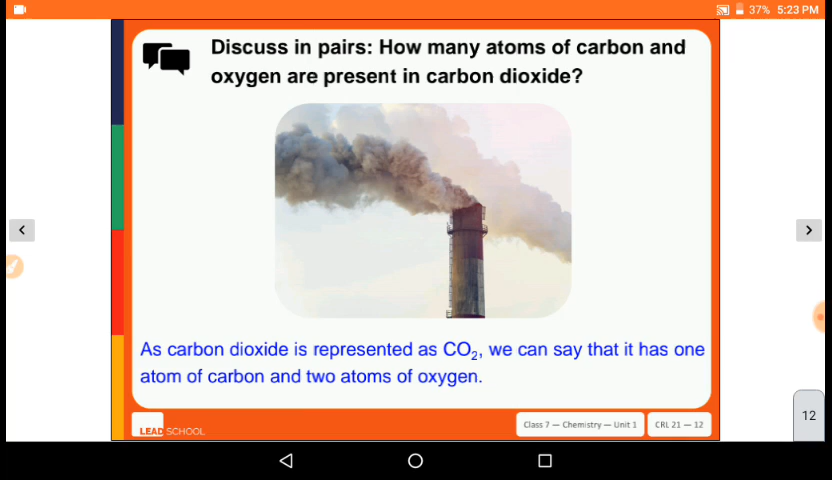 37% 5:23 PM
Discuss in pairs: How many atoms of carbon and
oxygen are present in carbon dioxide?
As carbon dioxide is represented as CO₂, we can say that it has one
atom of carbon and two atoms of oxygen.
12
LEAD SCHOOL
Class 7 — Chemistry — Unit 1
CRL 21 — 12